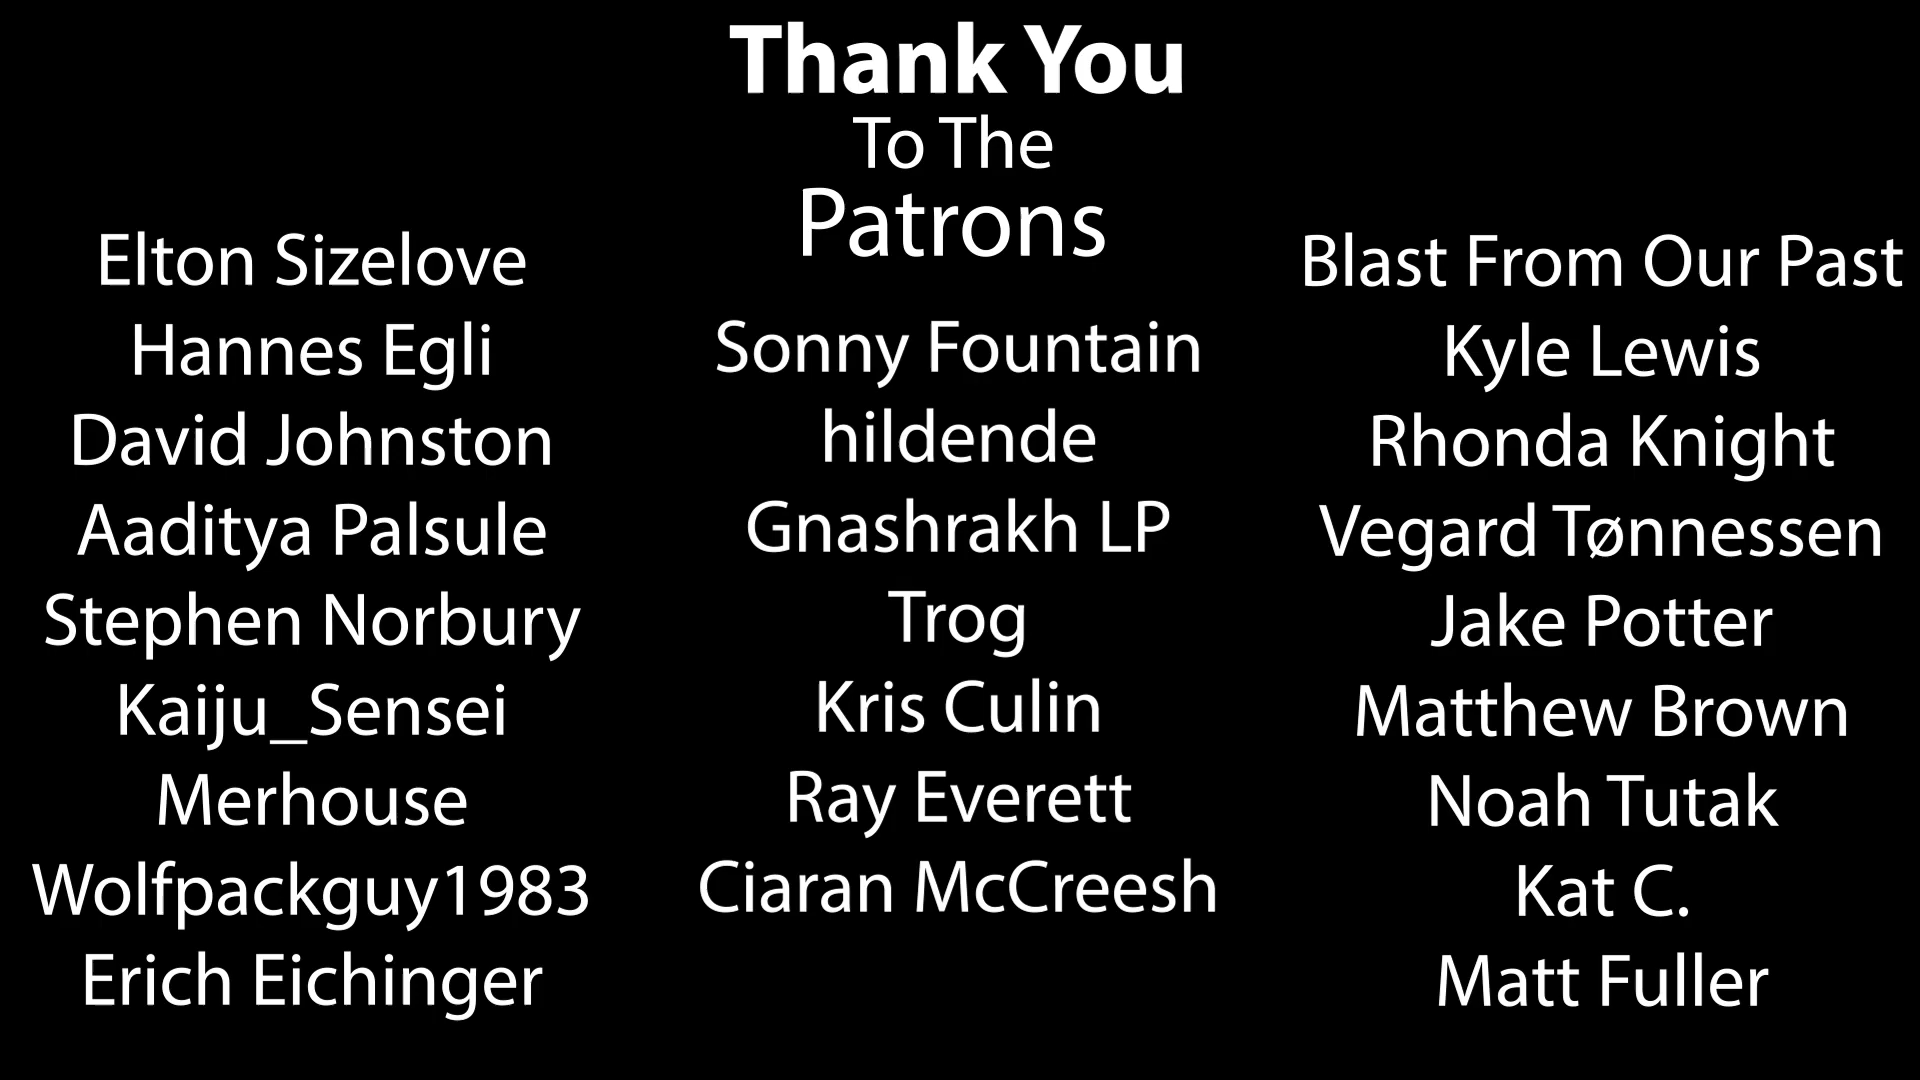 Thank You
To The
Patrons
Elton Sizelove
Hannes Egli
David Johnston
Aaditya Palsule
Stephen Norbury
Kaiju_Sensei
Merhouse
Wolfpackguy1983
Erich Eichinger
Sonny Fountain
hildende
Gnashrakh LP
Trog
Kris Culin
Ray Everett
Ciaran McCreesh
Blast From Our Past
Kyle Lewis
Rhonda Knight
Vegard Tønnessen
Jake Potter
Matthew Brown
Noah Tutak
Kat C.
Matt Fuller